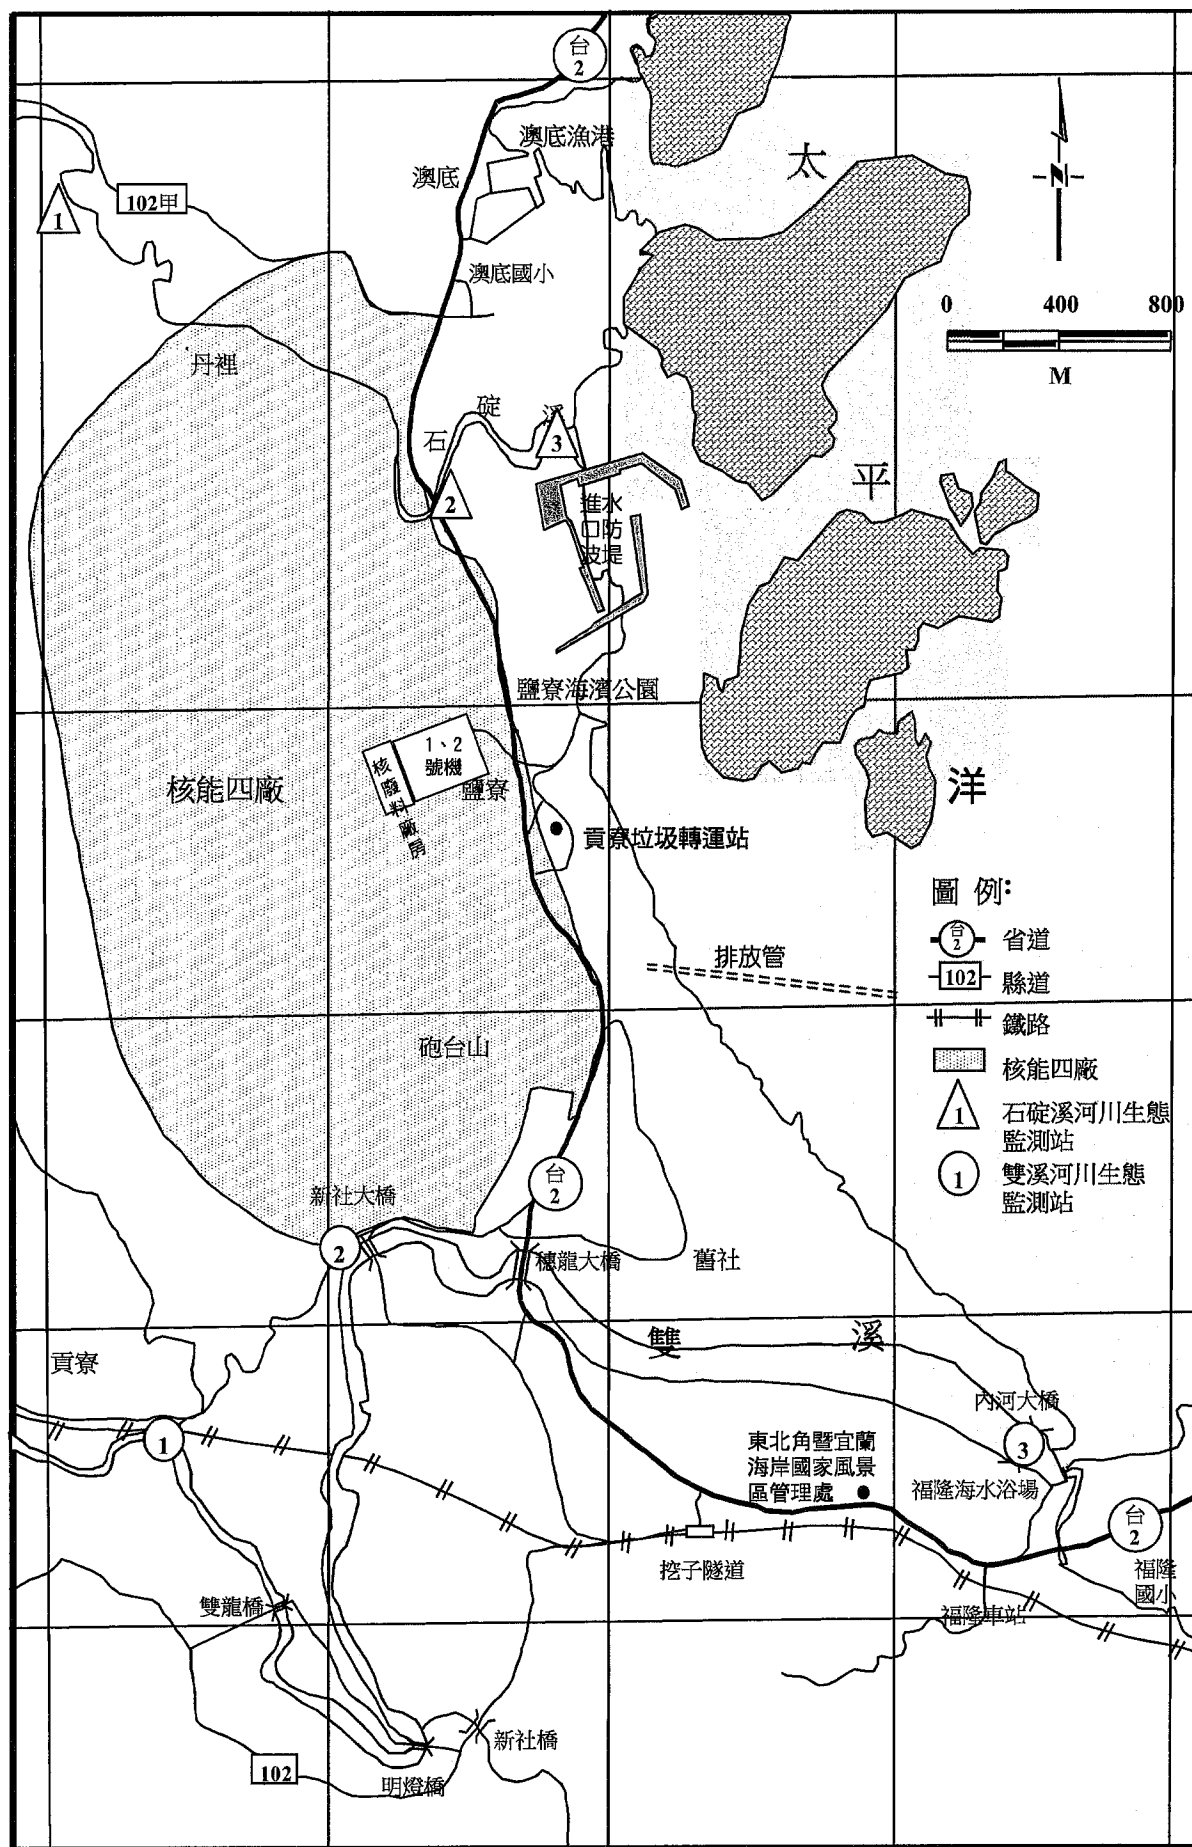 台
2
澳底漁港
太
澳底
102甲
1
N
澳底國小
0 400 800
M
丹裡
石碇溪
3
2
平
進水
口防
波堤
鹽寮海濱公園
1、2
號機
核廢料廠房
核能四廠
鹽寮
洋
貢寮垃圾轉運站
圖 例:
台
2
省道
排放管
102
縣道
鐵路
砲台山
核能四廠
1
石碇溪河川生態
監測站
1
雙溪河川生態
監測站
台
2
新社大橋
2
穗龍大橋
舊社
雙溪
貢寮
內河大橋
1
3
東北角暨宜蘭
海岸國家風景
區管理處
福隆海水浴場
台
2
挖子隧道
福隆
國小
雙龍橋
福隆車站
新社橋
102
明燈橋